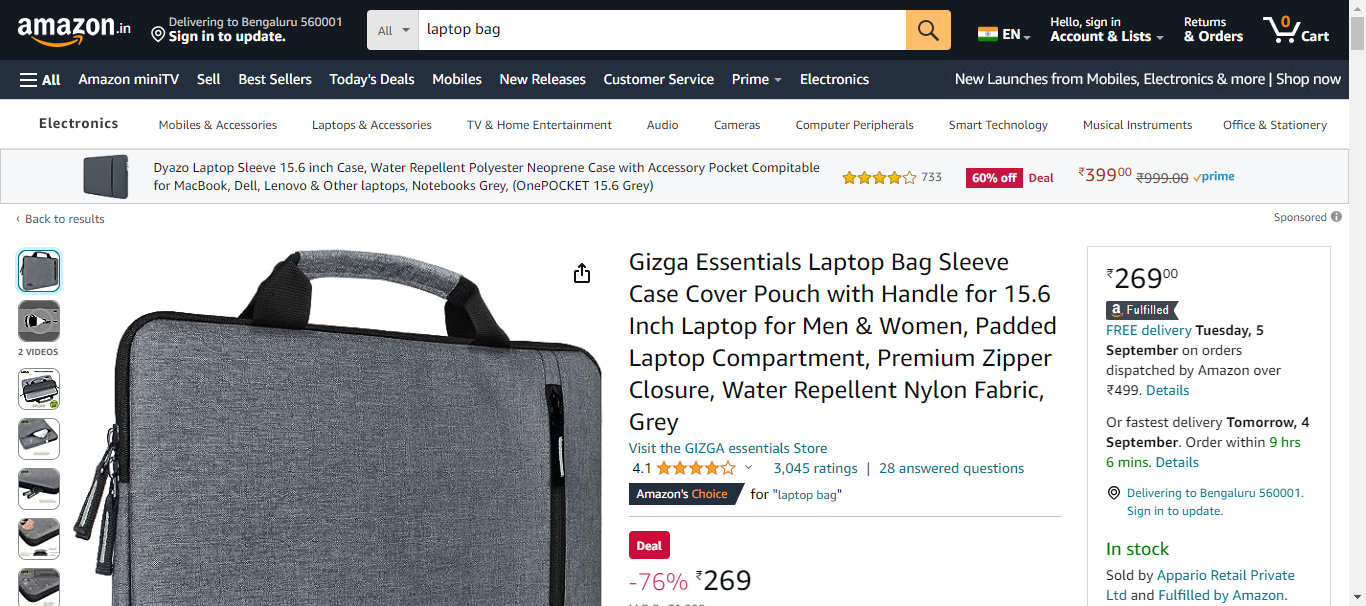 amazon.in
Delivering to Bengaluru 560001
Sign in to update.
All
laptop bag
EN
Hello, sign in
Account & Lists
Returns
& Orders
0
Cart
All
Amazon miniTV
Sell
Best Sellers
Today's Deals
Mobiles
New Releases
Customer Service
Prime
Electronics
New Launches from Mobiles, Electronics & more | Shop now
Electronics
Mobiles & Accessories
Laptops & Accessories
TV & Home Entertainment
Audio
Cameras
Computer Peripherals
Smart Technology
Musical Instruments
Office & Stationery
Dyazo Laptop Sleeve 15.6 inch Case, Water Repellent Polyester Neoprene Case with Accessory Pocket Compitable
for MacBook, Dell, Lenovo & Other laptops, Notebooks Grey, (OnePOCKET 15.6 Grey)
733
60% off Deal
₹39900 ₹999.00 prime
‹ Back to results
Sponsored
2 VIDEOS
Gizga Essentials Laptop Bag Sleeve
Case Cover Pouch with Handle for 15.6
Inch Laptop for Men & Women, Padded
Laptop Compartment, Premium Zipper
Closure, Water Repellent Nylon Fabric,
Grey
Visit the GIZGA essentials Store
4.1 3,045 ratings | 28 answered questions
Amazon's Choice for "laptop bag"
Deal
-76% ₹269
₹26900
a Fulfilled
FREE delivery Tuesday, 5
September on orders
dispatched by Amazon over
₹499. Details
Or fastest delivery Tomorrow, 4
September. Order within 9 hrs
6 mins. Details
Delivering to Bengaluru 560001.
Sign in to update.
In stock
Sold by Appario Retail Private
Ltd and Fulfilled by Amazon.